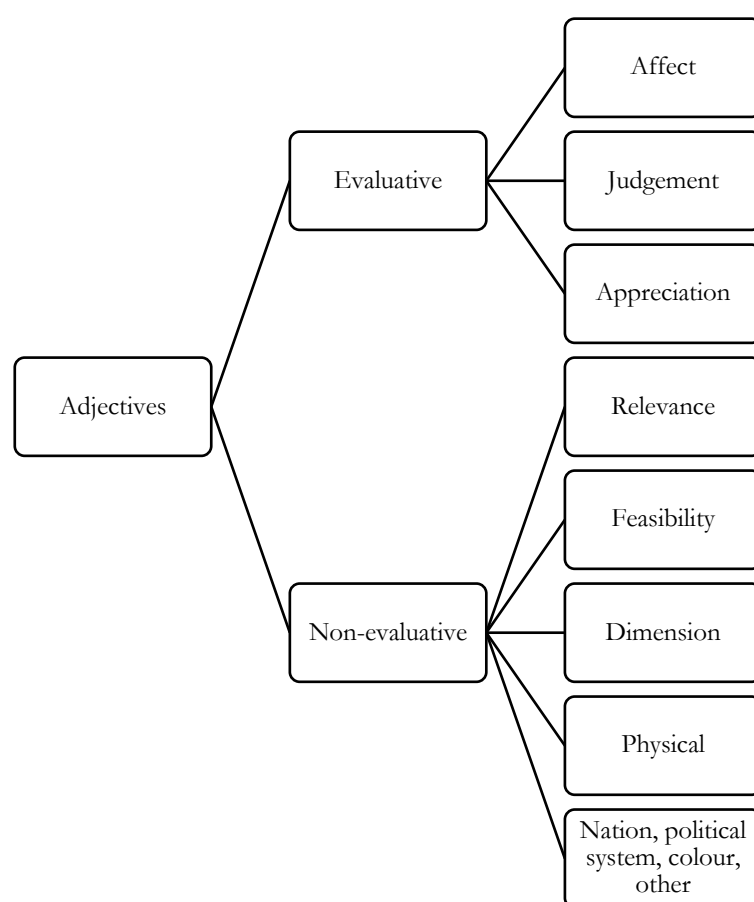 Affect
Evaluative
Judgement
Appreciation
Adjectives
Relevance
Feasibility
Non-evaluative
Dimension
Physical
Nation, political
system, colour,
other